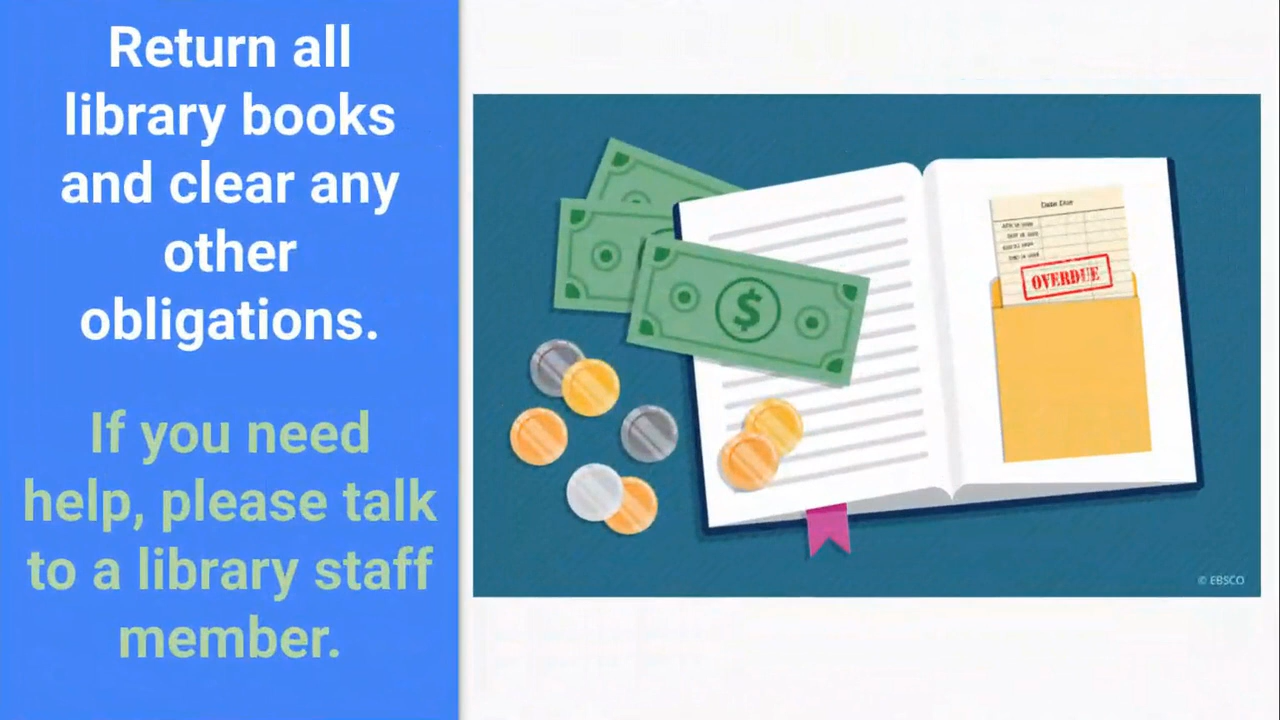 Return all
library books
and clear any
other
obligations.
If you need
help, please talk
to a library staff
member.
$
Date Due
OVERDUE
© EBSCO